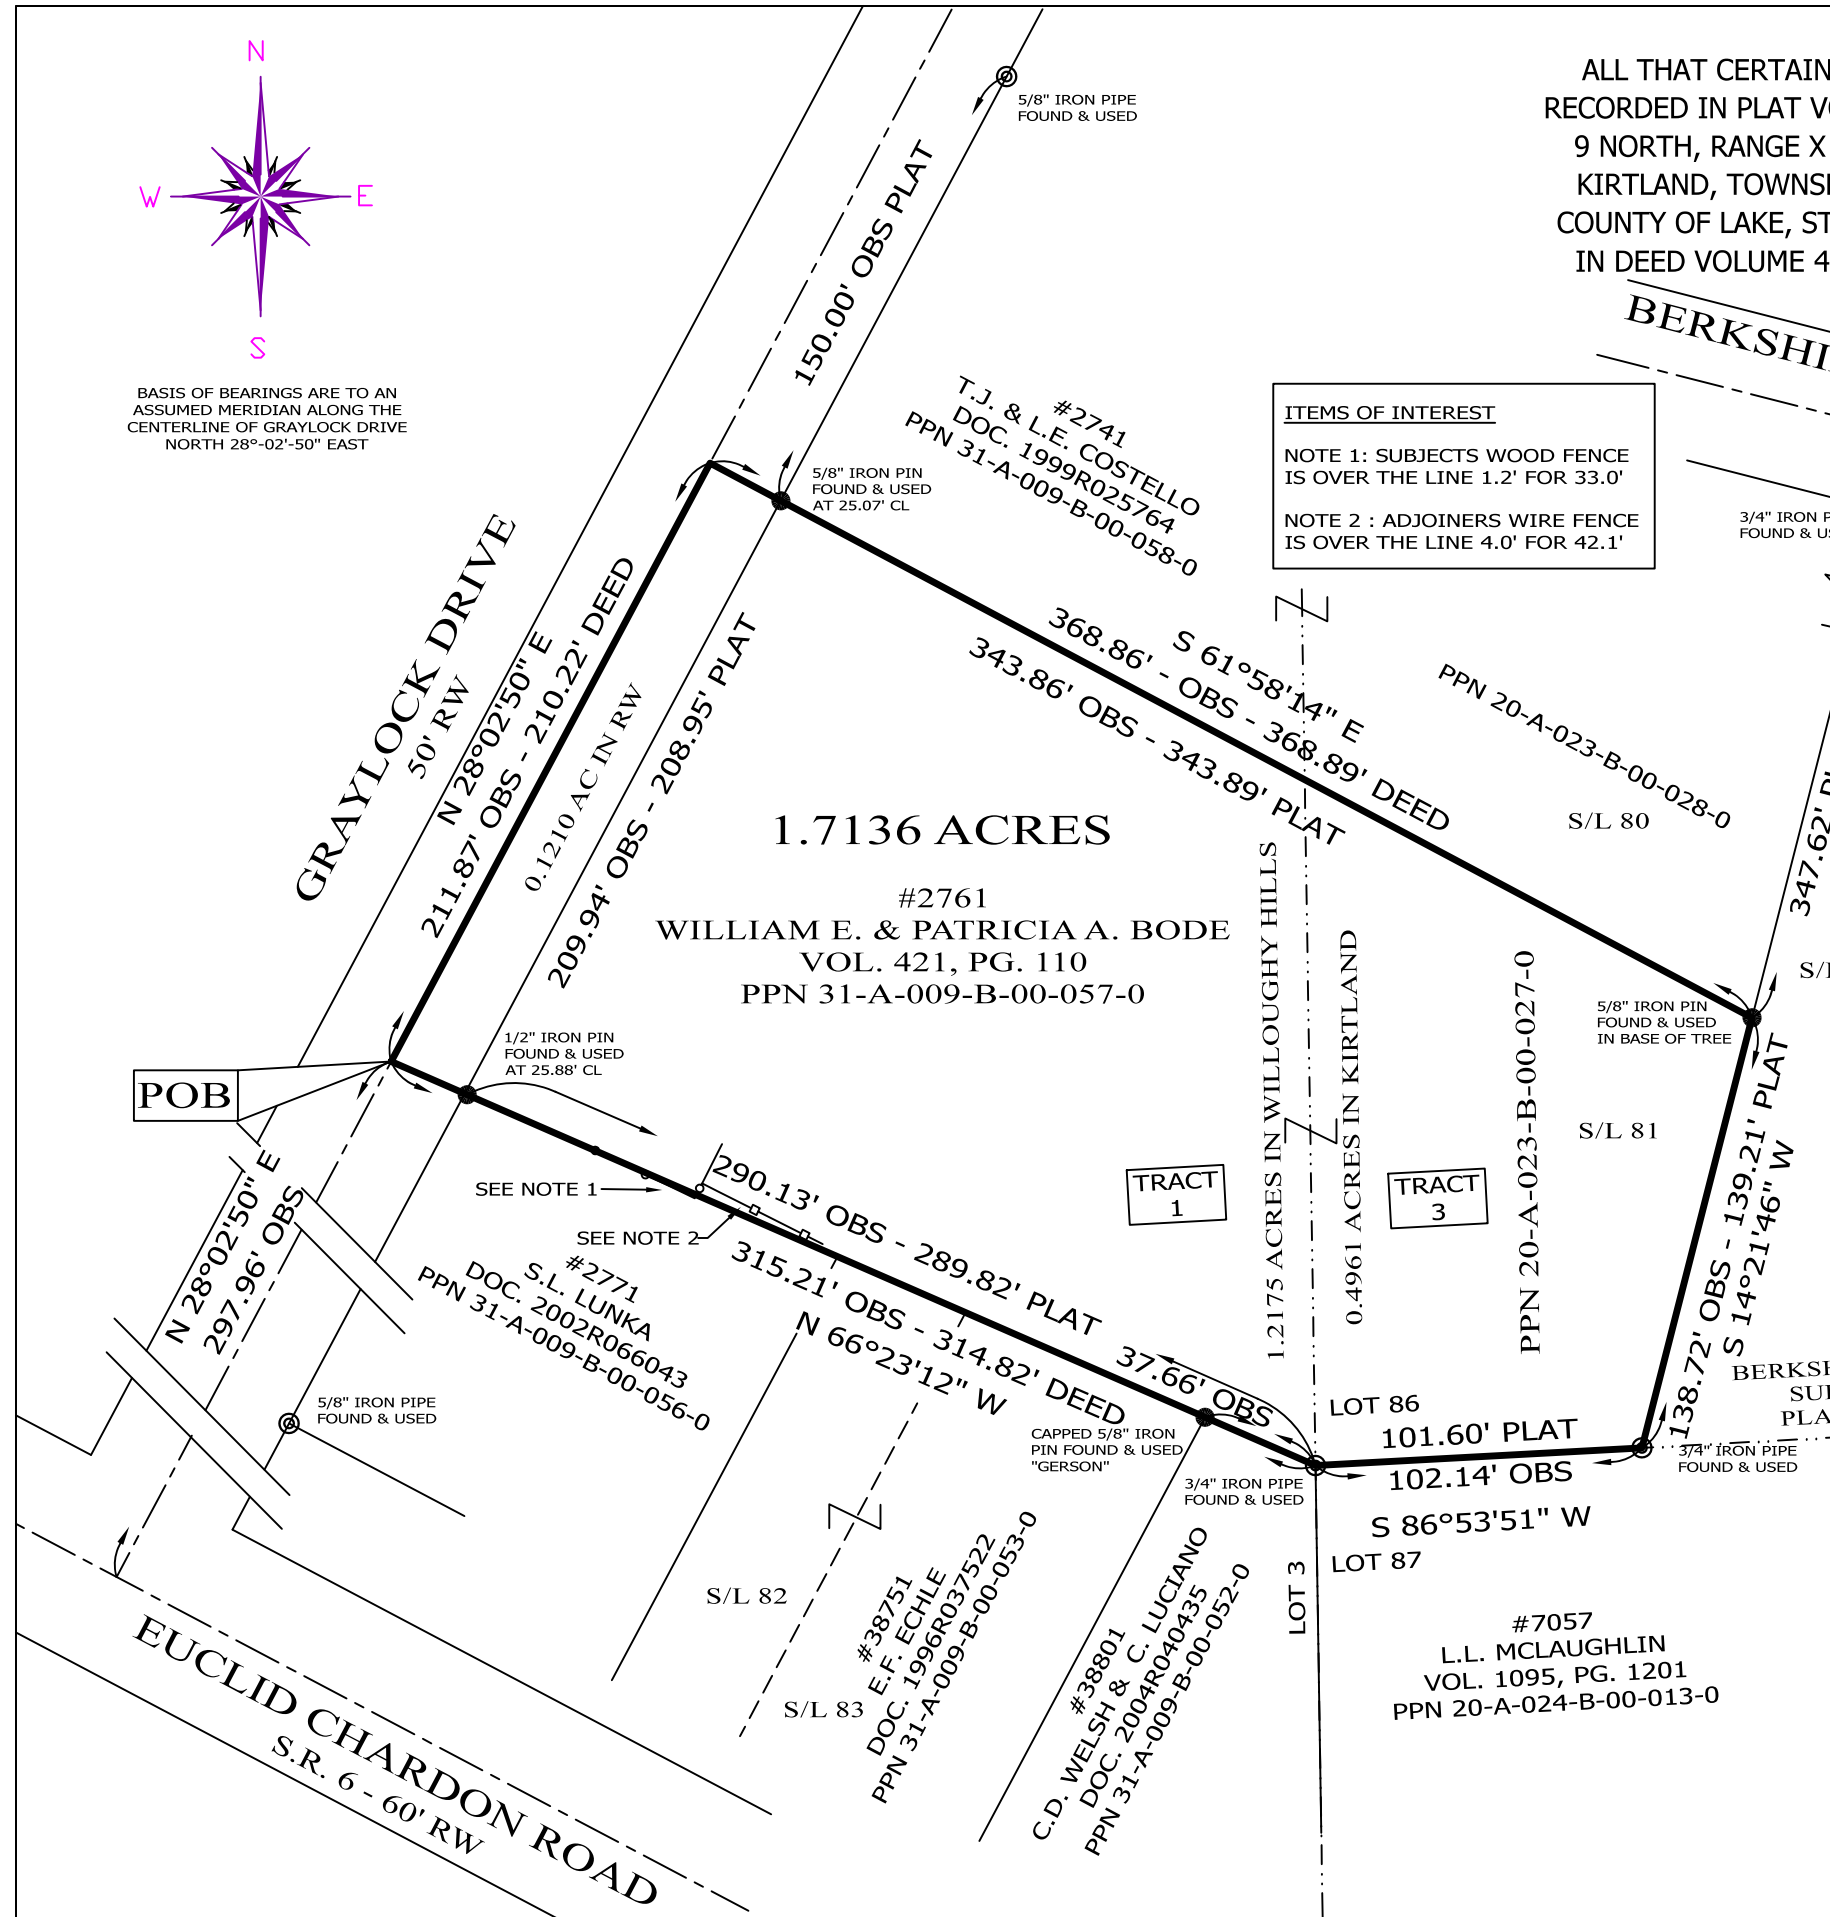 N
W
E
S
BASIS OF BEARINGS ARE TO AN
ASSUMED MERIDIAN ALONG THE
CENTERLINE OF GRAYLOCK DRIVE
NORTH 28°-02'-50" EAST
5/8" IRON PIPE
FOUND & USED
150.00' OBS PLAT
ALL THAT CERTAIN
RECORDED IN PLAT V
9 NORTH, RANGE X
KIRTLAND,
COUNTY OF LAKE,
IN DEED VOLUME 4
ITEMS OF INTEREST
NOTE 1: SUBJECTS WOOD FENCE
IS OVER THE LINE 1.2' FOR 33.0'
NOTE 2 : ADJOINERS WIRE FENCE
IS OVER THE LINE 4.0' FOR 42.1'
#2741
T.J. & L.E. COSTELLO
DOC. 1999R025764
PPN 31-A-009-B-00-058-0
5/8" IRON PIN
FOUND & USED
AT 25.07' CL
3/4" IRON
FOUND &
GRAYLOCK DRIVE
50' RW
N 28°02'50" E
211.87' OBS - 210.22' DEED
0.1210 AC IN RW
209.94' OBS - 208.95' PLAT
S 61°58'14" E
368.86' - OBS - 368.89' DEED
343.86' OBS - 343.89' PLAT
PPN 20-A-023-B-00-028-0
S/L 80
347.62'
1.7136 ACRES
#2761
WILLIAM E. & PATRICIA A. BODE
VOL. 421, PG. 110
PPN 31-A-009-B-00-057-0
1.2175 ACRES IN WILLOUGHY HILLS
0.4961 ACRES IN KIRTLAND
PPN 20-A-023-B-00-027-0
5/8" IRON PIN
FOUND & USED
IN BASE OF TREE
S/L 81
TRACT
1
TRACT
3
138.72' OBS - 139.21' PLAT
S 14°21'46" W
1/2" IRON PIN
FOUND & USED
AT 25.88' CL
POB
N 28°02'50" E
297.96' OBS
SEE NOTE 1
SEE NOTE 2
290.13' OBS - 289.82' PLAT
315.21' OBS - 314.82' DEED
N 66°23'12" W
37.66' OBS
#2771
S.L. LUNKA
DOC. 2002R066043
PPN 31-A-009-B-00-056-0
5/8" IRON PIPE
FOUND & USED
CAPPED 5/8" IRON
PIN FOUND & USED
"GERSON"
3/4" IRON PIPE
FOUND & USED
LOT 86
101.60' PLAT
102.14' OBS
S 86°53'51" W
LOT 87
LOT 3
3/4" IRON PIPE
FOUND & USED
S/L 82
S/L 83
#38751
E.F. ECHLE
DOC. 1996R037522
PPN 31-A-009-B-00-053-0
#38801
C.D. WELSH & C. LUCIANO
DOC. 2004R040435
PPN 31-A-009-B-00-052-0
#7057
L.L. MCLAUGHLIN
VOL. 1095, PG. 1201
PPN 20-A-024-B-00-013-0
EUCLID CHARDON ROAD
S.R. 6 - 60' RW